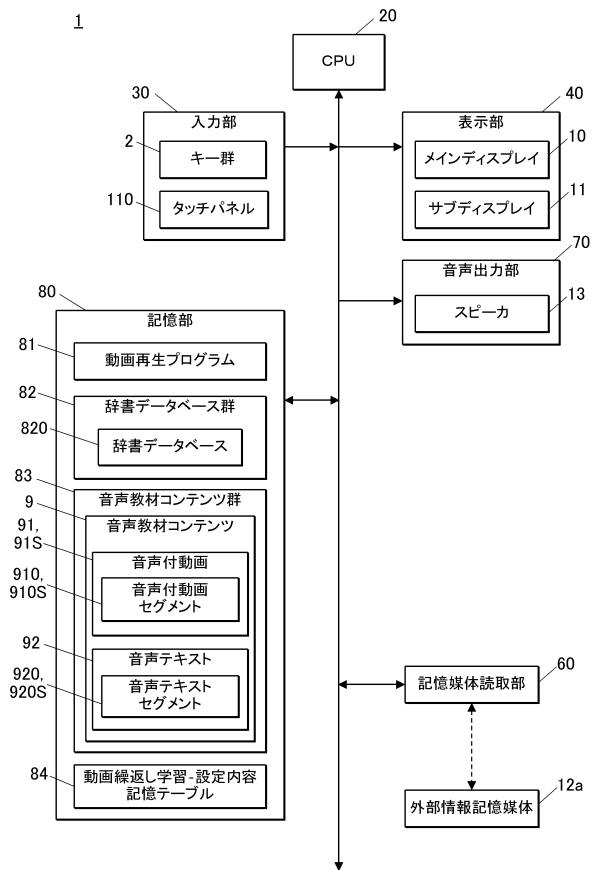 1
20
CPU
30
入力部
2
キー群
110
タッチパネル
40
表示部
メインディスプレイ
10
サブディスプレイ
11
70
音声出力部
スピーカ
13
80
記憶部
81
動画再生プログラム
82
辞書データベース群
820
辞書データベース
83
音声教材コンテンツ群
9
音声教材コンテンツ
91,
91S
音声付動画
910,
910S
音声付動画
セグメント
92
音声テキスト
920,
920S
音声テキスト
セグメント
84
動画繰返し学習-設定内容
記憶テーブル
60
記憶媒体読取部
12a
外部情報記憶媒体